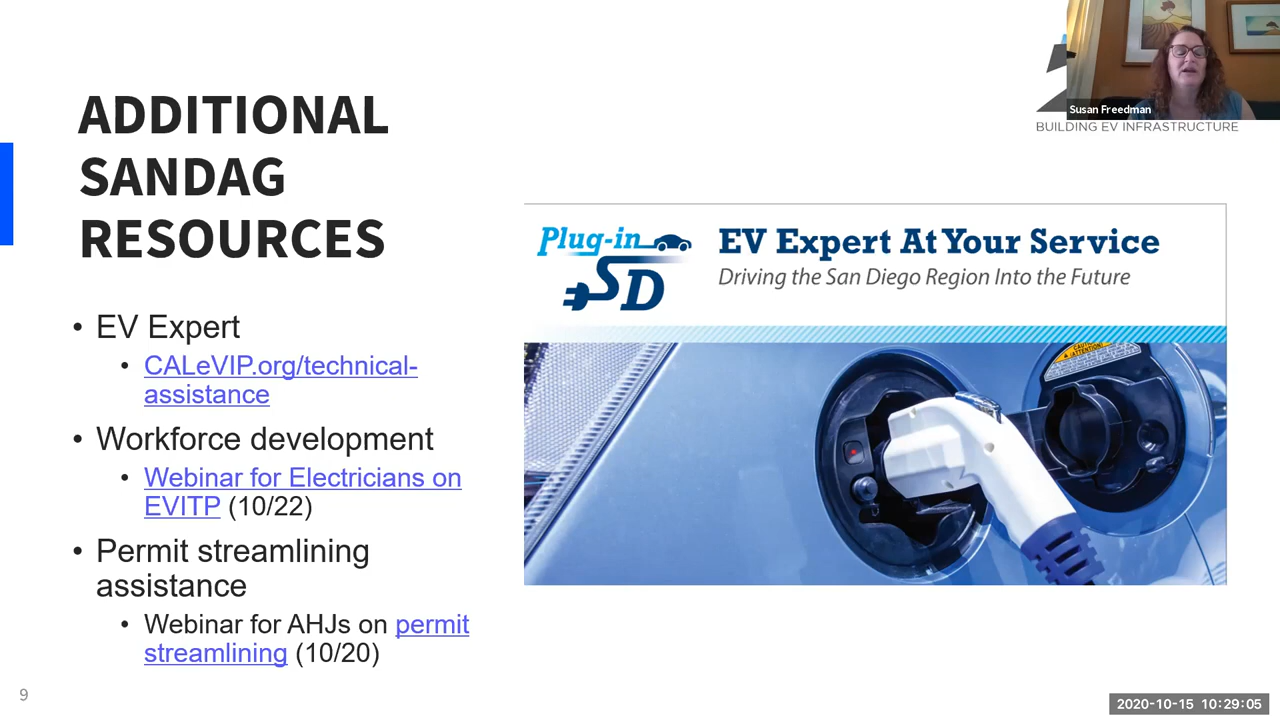 ADDITIONAL
SANDAG
RESOURCES
• EV Expert
• CALeVIP.org/technical-
assistance
• Workforce development
• Webinar for Electricians on
EVITP (10/22)
• Permit streamlining
assistance
• Webinar for AHJs on permit
streamlining (10/20)
9
Susan Freedman
BUILDING EV INFRASTRUCTURE
Plug-in
SD
EV Expert At Your Service
Driving the San Diego Region Into the Future
2020-10-15 10:29:05